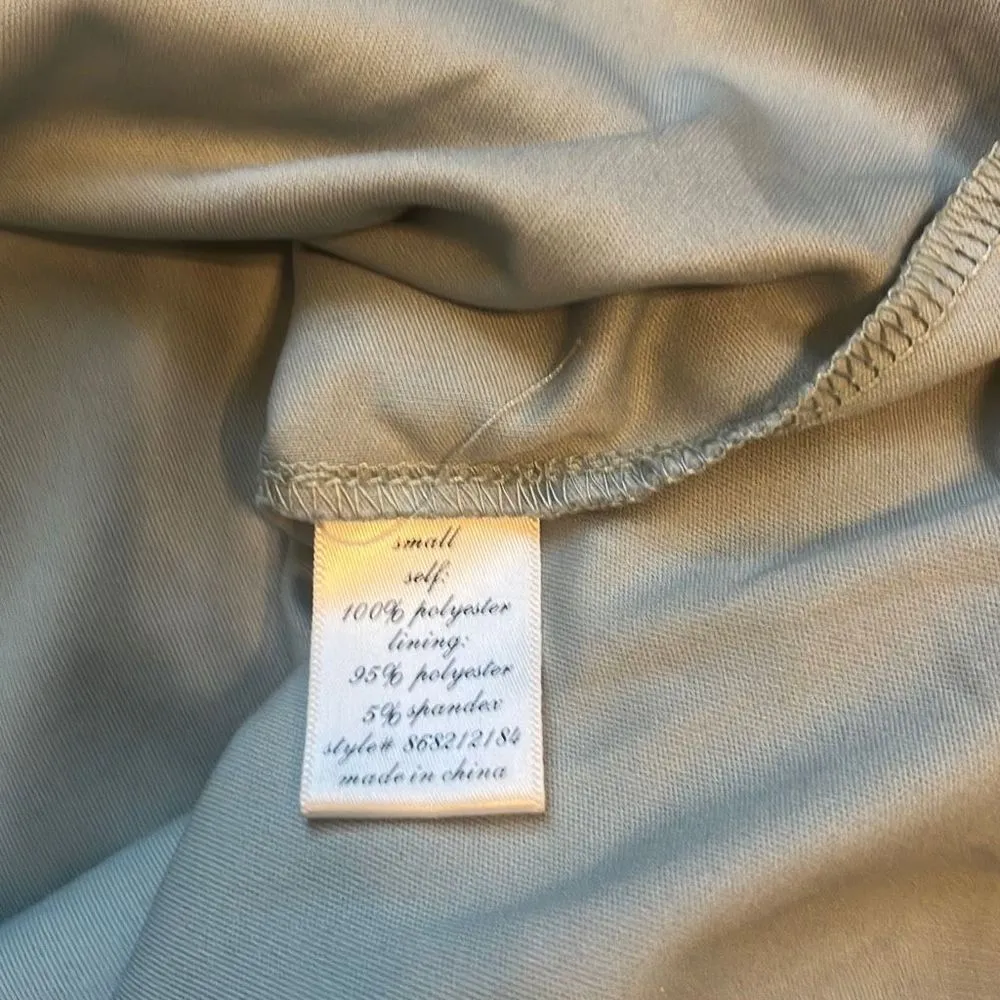 small
self:
100% polyester
lining:
95% polyester
5% spandex
style# 868212184
made in china